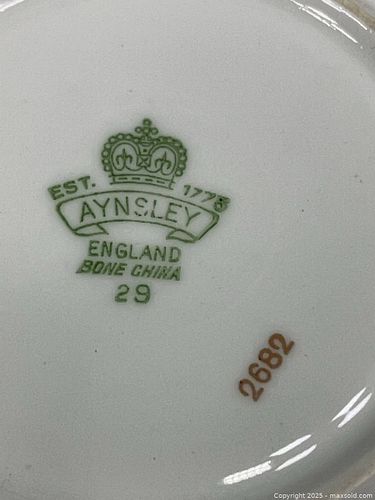 EST. 1775
AYNSLEY
ENGLAND
BONE CHINA
29
2682
Copyright 2025 - maxsold.com